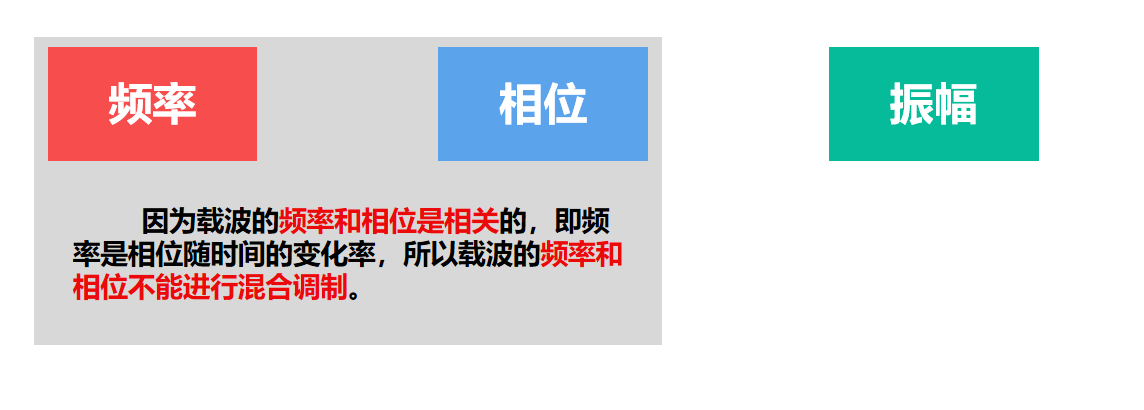 频率
相位
振幅
因为载波的频率和相位是相关的，即频
率是相位随时间的变化率，所以载波的频率和
相位不能进行混合调制。